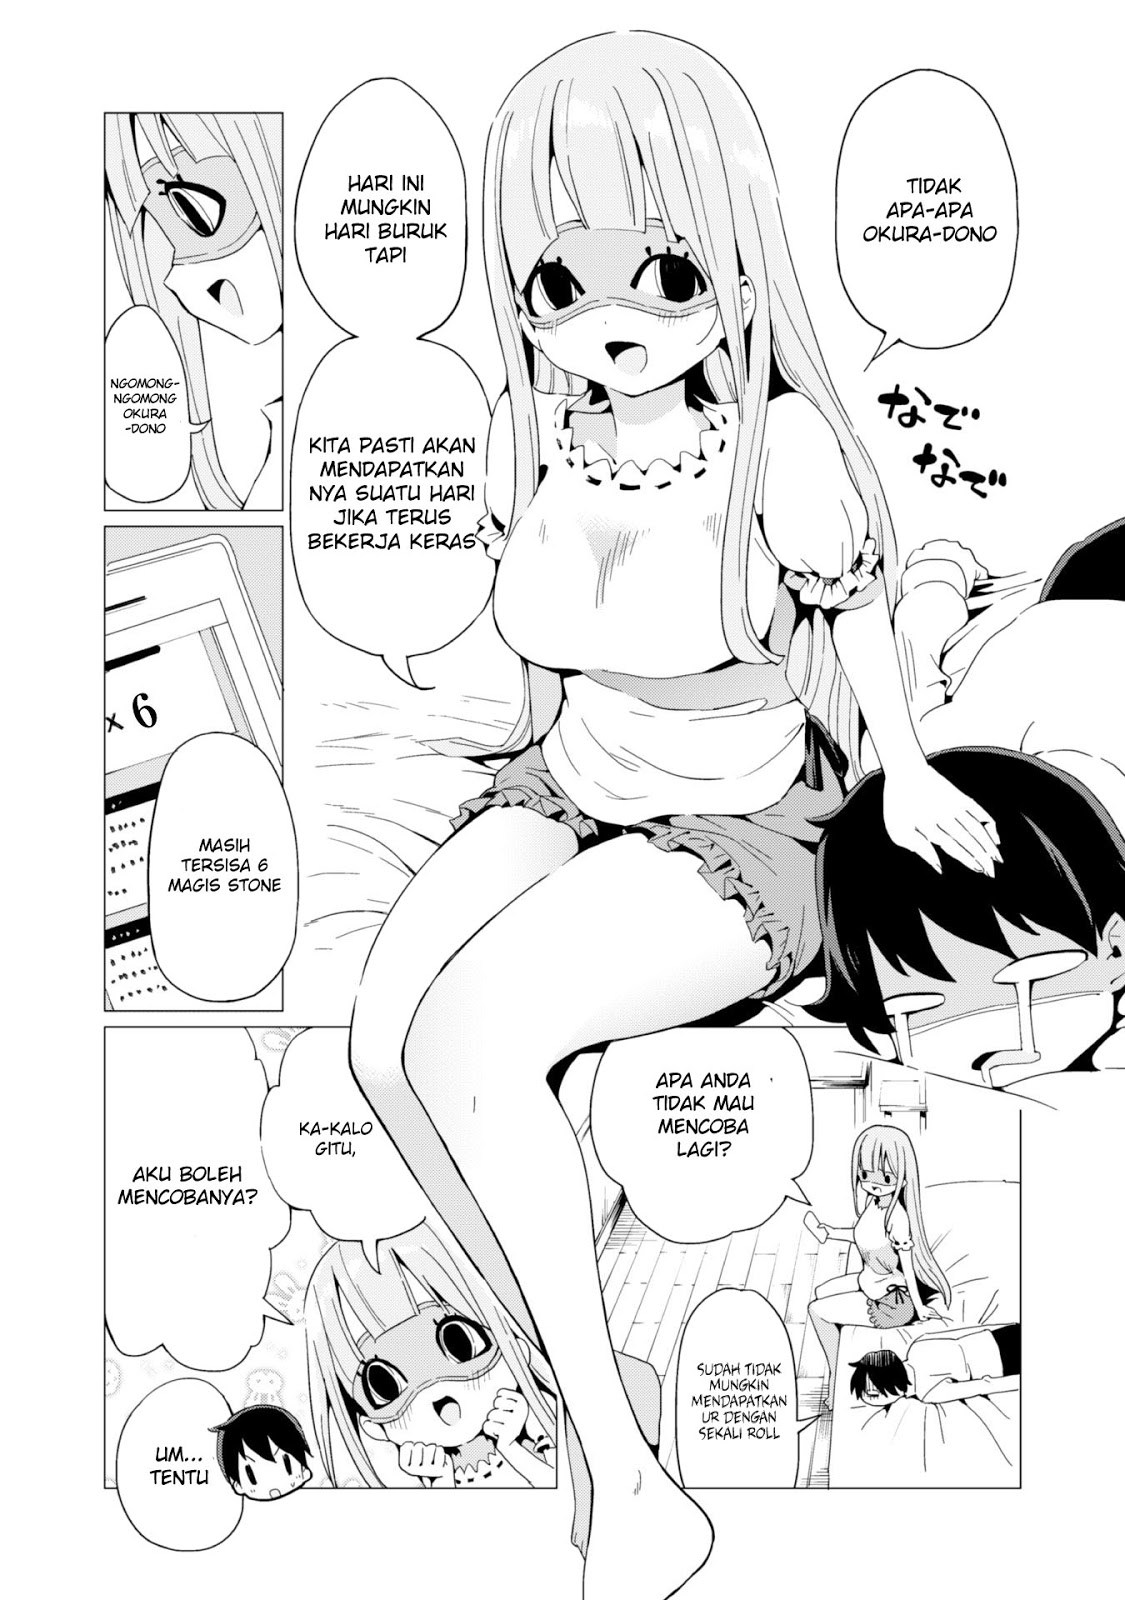 TIDAK
APA-APA
OKURA-DONO
なで
なで
HARI INI
MUNGKIN
HARI BURUK
TAPI
KITA PASTI AKAN
MENDAPATKAN
NYA SUATU HARI
JIKA TERUS
BEKERJA KERAS
NGOMONG-
NGOMONG
OKURA
-DONO
× 6
MASIH
TERSISA 6
MAGIS STONE
APA ANDA
TIDAK MAU
MENCOBA
LAGI?
SUDAH TIDAK
MUNGKIN
MENDAPATKAN
UR DENGAN
SEKALI ROLL
KA-KALO
GITU,
AKU BOLEH
MENCOBANYA?
UM...
TENTU